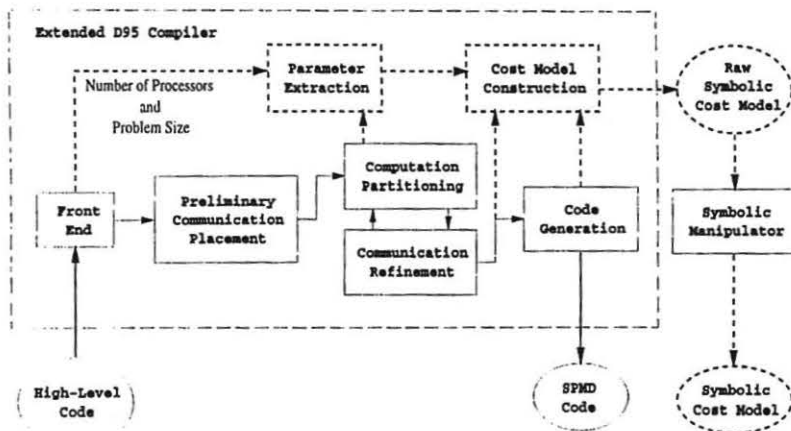 Extended D95 Compiler
Number of Processors
and
Problem Size
Parameter
Extraction
Cost Model
Construction
Raw
Symbolic
Cost Model
Front
End
Preliminary
Communication
Placement
Computation
Partitioning
Communication
Refinement
Code
Generation
Symbolic
Manipulator
High-Level
Code
SPMD
Code
Symbolic
Cost Model